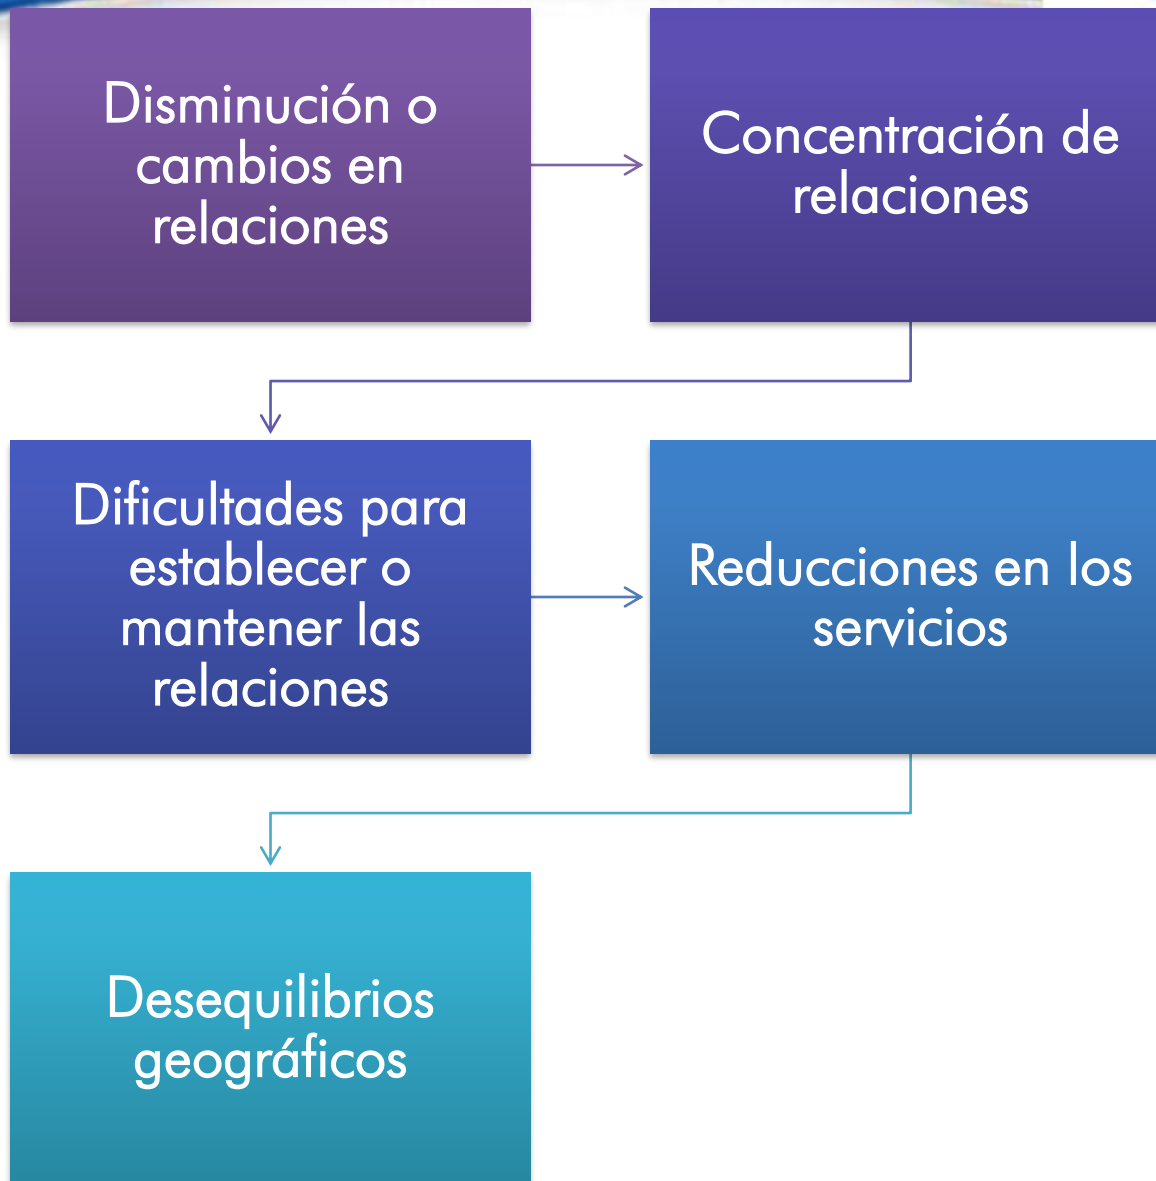 Disminución o
cambios en
relaciones
Concentración de
relaciones
Dificultades para
establecer o
mantener las
relaciones
Reducciones en los
servicios
Desequilibrios
geográficos